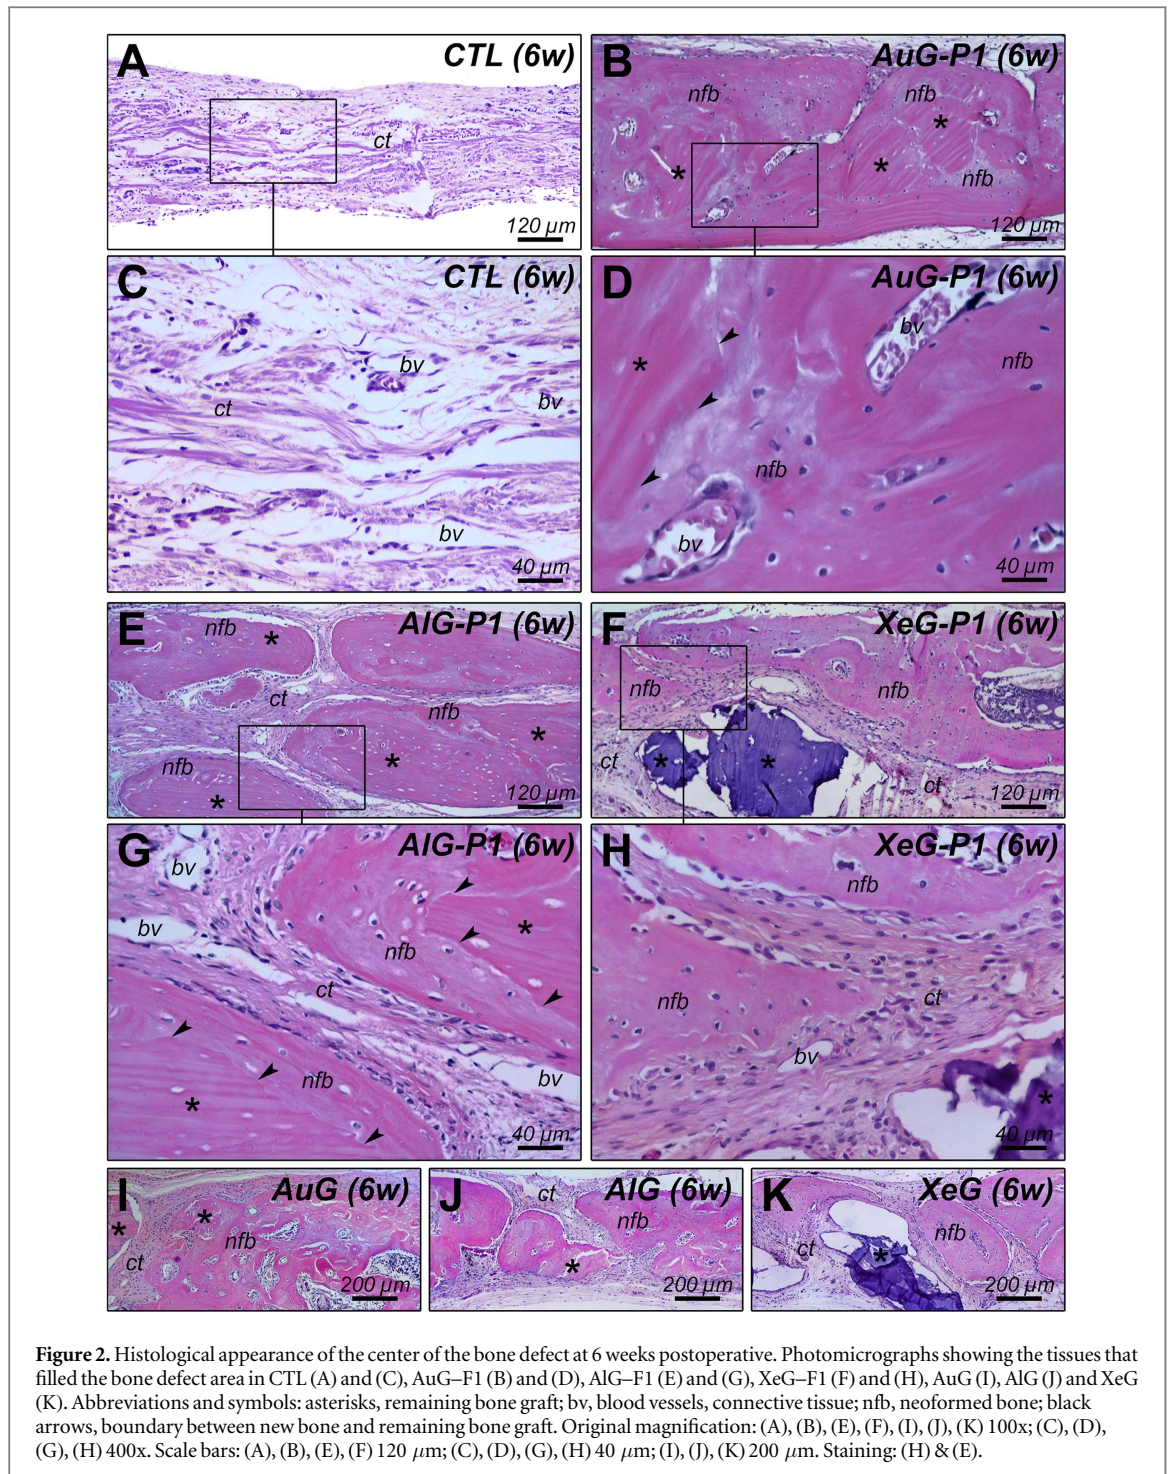 A CTL (6w)
ct
120 µm
B AuG-P1 (6w)
nfb nfb
*
* *
nfb
120 µm
C CTL (6w)
bv
ct bv
bv
40 µm
D AuG-P1 (6w)
bv
* nfb
nfb
bv
40 µm
E AlG-P1 (6w)
nfb *
ct nfb
* *
nfb
*
120 µm
F XeG-P1 (6w)
nfb nfb
ct * *
ct
120 µm
G AlG-P1 (6w)
bv
bv *
nfb
ct
nfb bv
*
40 µm
H XeG-P1 (6w)
nfb
nfb ct
bv
*
40 µm
I AuG (6w)
* *
nfb
ct
200 µm
J AlG (6w)
ct
nfb
*
200 µm
K XeG (6w)
nfb
ct *
200 µm
Figure 2. Histological appearance of the center of the bone defect at 6 weeks postoperative. Photomicrographs showing the tissues that
filled the bone defect area in CTL (A) and (C), AuG–F1 (B) and (D), AlG–F1 (E) and (G), XeG–F1 (F) and (H), AuG (I), AlG (J) and XeG
(K). Abbreviations and symbols: asterisks, remaining bone graft; bv, blood vessels, connective tissue; nfb, neoformed bone; black
arrows, boundary between new bone and remaining bone graft. Original magnification: (A), (B), (E), (F), (I), (J), (K) 100x; (C), (D),
(G), (H) 400x. Scale bars: (A), (B), (E), (F) 120 µm; (C), (D), (G), (H) 40 µm; (I), (J), (K) 200 µm. Staining: (H) & (E).